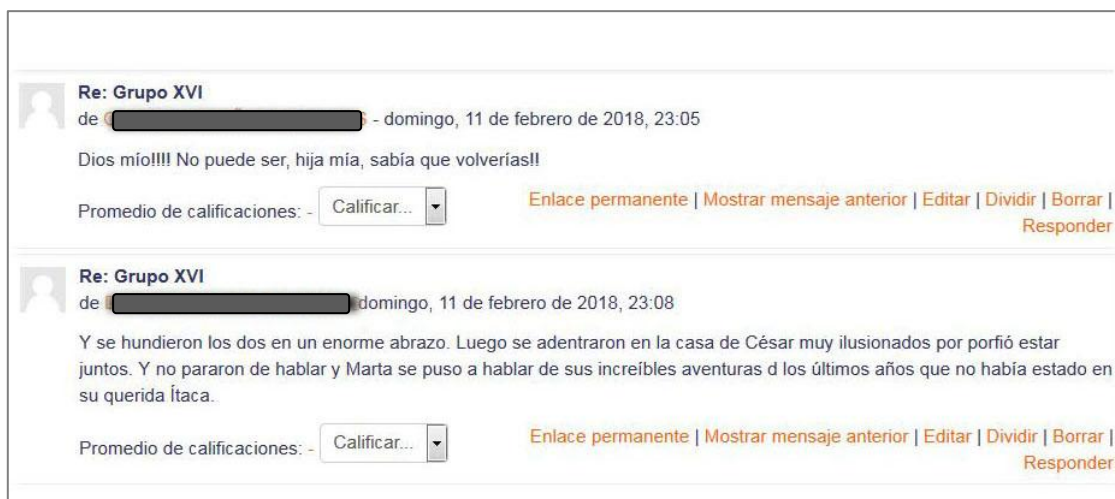 Re: Grupo XVI
de - domingo, 11 de febrero de 2018, 23:05
Dios mío!!!! No puede ser, hija mía, sabía que volverías!!
Promedio de calificaciones: - Calificar... Enlace permanente | Mostrar mensaje anterior | Editar | Dividir | Borrar |
Responder
Re: Grupo XVI
de domingo, 11 de febrero de 2018, 23:08
Y se hundieron los dos en un enorme abrazo. Luego se adentraron en la casa de César muy ilusionados por porfió estar
juntos. Y no pararon de hablar y Marta se puso a hablar de sus increíbles aventuras d los últimos años que no había estado en
su querida Ítaca.
Promedio de calificaciones: - Calificar... Enlace permanente | Mostrar mensaje anterior | Editar | Dividir | Borrar |
Responder